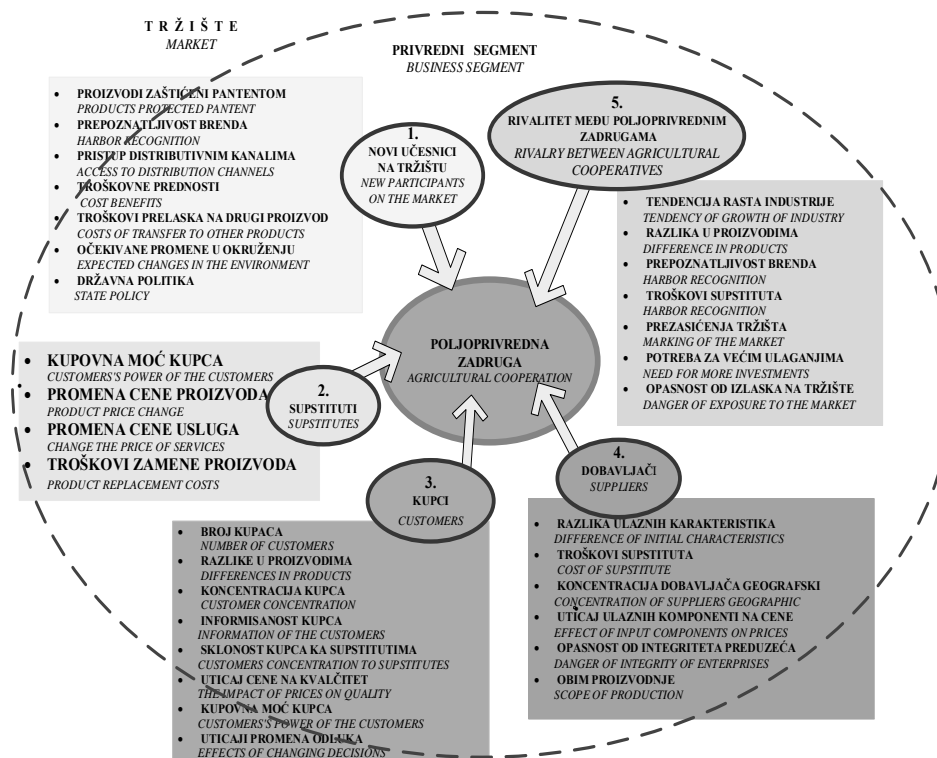 T R Ž I Š T E
MARKET
PRIVREDNI SEGMENT
BUSINESS SEGMENT
• PROIZVODI ZAŠTIĆENI PANTENTOM
PRODUCTS PROTECTED PANTENT
• PREPOZNATLJIVOST BRENDA
HARBOR RECOGNITION
• PRISTUP DISTRIBUTIVNIM KANALIMA
ACCESS TO DISTRIBUTION CHANNELS
• TROŠKOVNE PREDNOSTI
COST BENEFITS
• TROŠKOVI PRELASKA NA DRUGI PROIZVOD
COSTS OF TRANSFER TO OTHER PRODUCTS
• OČEKIVANE PROMENE U OKRUŽENJU
EXPECTED CHANGES IN THE ENVIRONMENT
• DRŽAVNA POLITIKA
STATE POLICY
1.
NOVI UČESNICI
NA TRŽIŠTU
NEW PARTICIPANTS
ON THE MARKET
5.
RIVALITET MEĐU POLJOPRIVREDNIM
ZADRUGAMA
RIVALRY BETWEEN AGRICULTURAL
COOPERATIVES
• TENDENCIJA RASTA INDUSTRIJE
TENDENCY OF GROWTH OF INDUSTRY
• RAZLIKA U PROIZVODIMA
DIFFERENCE IN PRODUCTS
• PREPOZNATLJIVOST BRENDA
HARBOR RECOGNITION
• TROŠKOVI SUPSTITUTA
HARBOR RECOGNITION
• PREZASIĆENJA TRŽIŠTA
MARKING OF THE MARKET
• POTREBA ZA VEĆIM ULAGANJIMA
NEED FOR MORE INVESTMENTS
• OPASNOST OD IZLASKA NA TRŽIŠTE
DANGER OF EXPOSURE TO THE MARKET
POLJOPRIVREDNA
ZADRUGA
AGRICULTURAL COOPERATION
• KUPOVNA MOĆ KUPCA
CUSTOMERS'S POWER OF THE CUSTOMERS
• PROMENA CENE PROIZVODA
PRODUCT PRICE CHANGE
• PROMENA CENE USLUGA
CHANGE THE PRICE OF SERVICES
• TROŠKOVI ZAMENE PROIZVODA
PRODUCT REPLACEMENT COSTS
2.
SUPSTITUTI
SUPSTITUTES
3.
KUPCI
CUSTOMERS
4.
DOBAVLJAČI
SUPPLIERS
• BROJ KUPACA
NUMBER OF CUSTOMERS
• RAZLIKE U PROIZVODIMA
DIFFERENCES IN PRODUCTS
• KONCENTRACIJA KUPCA
CUSTOMER CONCENTRATION
• INFORMISANOST KUPCA
INFORMATION OF THE CUSTOMERS
• SKLONOST KUPCA KA SUPSTITUTIMA
CUSTOMERS CONCENTRATION TO SUPSTITUTES
• UTICAJ CENE NA KVALČITET
THE IMPACT OF PRICES ON QUALITY
• KUPOVNA MOĆ KUPCA
CUSTOMERS'S POWER OF THE CUSTOMERS
• UTICAJI PROMENA ODLUKA
EFFECTS OF CHANGING DECISIONS
• RAZLIKA ULAZNIH KARAKTERISTIKA
DIFFERENCE OF INITIAL CHARACTERISTICS
• TROŠKOVI SUPSTITUTA
COST OF SUPSTITUTE
• KONCENTRACIJA DOBAVLJAČA GEOGRAFSKI
CONCENTRATION OF SUPPLIERS GEOGRAPHIC
• UTICAJ ULAZNIH KOMPONENTI NA CENE
EFFECT OF INPUT COMPONENTS ON PRICES
• OPASNOST OD INTEGRITETA PREDUZEĆA
DANGER OF INTEGRITY OF ENTERPRISES
• OBIM PROIZVODNJE
SCOPE OF PRODUCTION